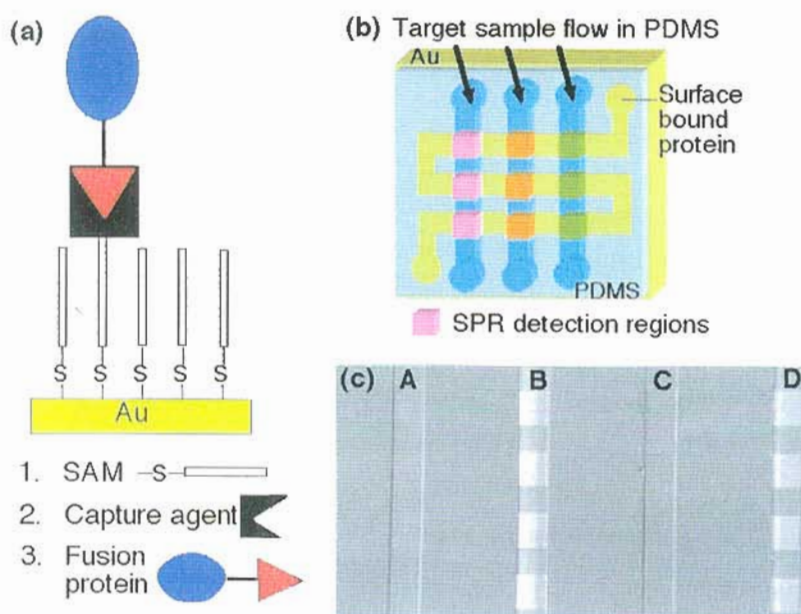 (a)
S S S S S
Au
1. SAM –S–
2. Capture agent
3. Fusion
protein
(b) Target sample flow in PDMS
Au
Surface
bound
protein
PDMS
SPR detection regions
(c) A B C D